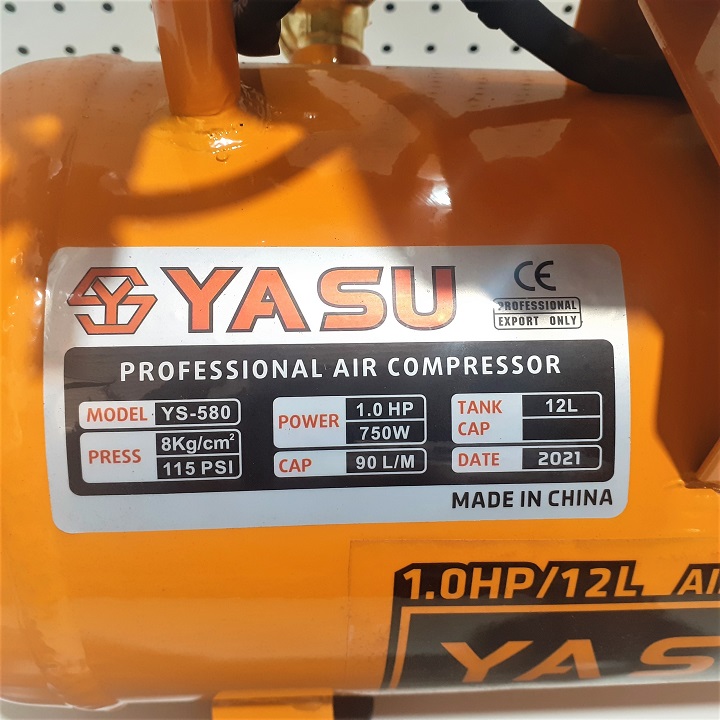 YASU
CE
PROFESSIONAL
EXPORT ONLY
PROFESSIONAL AIR COMPRESSOR
MODEL YS-580
PRESS 8Kg/cm²
115 PSI
POWER 1.0 HP
750W
CAP 90 L/M
TANK CAP 12L
DATE 2021
MADE IN CHINA
1.0HP/12L